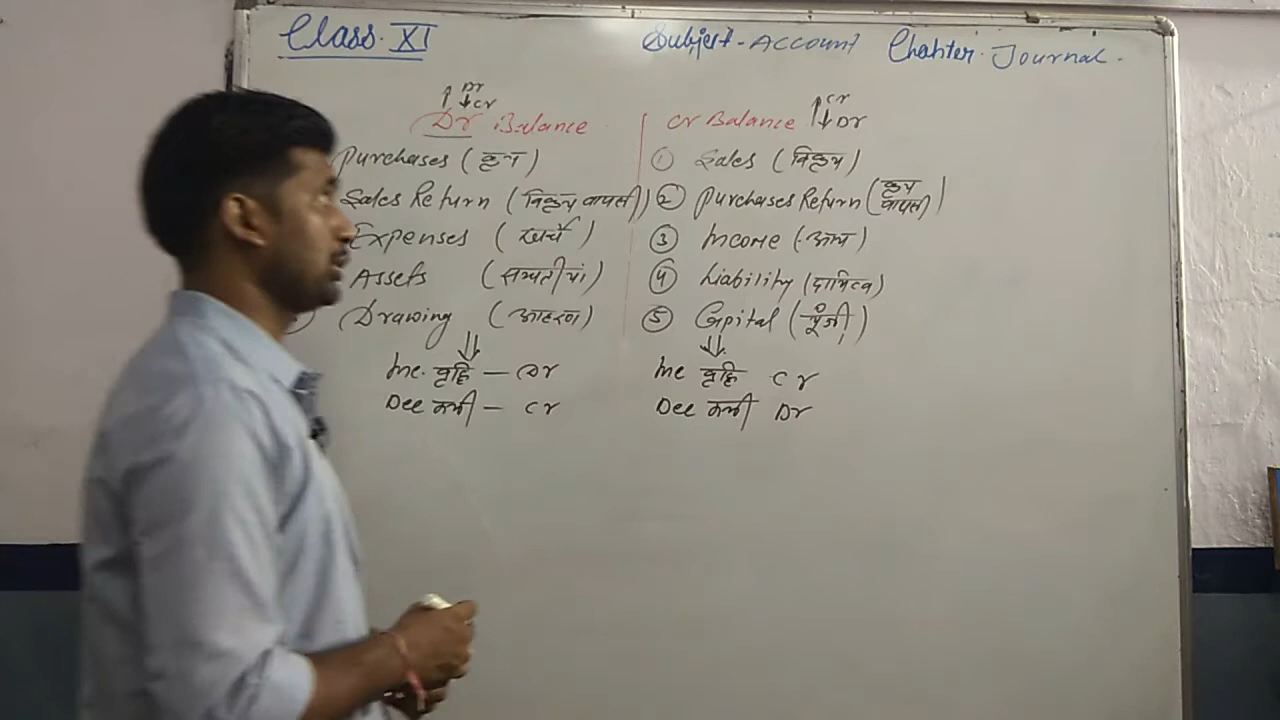 Class. XI
Subject - Account Chapter. Journal.
↑ Dr ↓ Cr
Dr Balance
Purchases (क्रय)
Sales Return (विक्रय वापसी)
Expenses (खर्चे)
Assets (सम्पतीयां)
Drawing (आहरण)
⇓
Inc. वृद्धि — Dr
Dec कमी — Cr
↑ Cr ↓ Dr
Cr Balance
① Sales (विक्रय)
② Purchases Return (क्रय वापसी)
③ Income (आय)
④ Liability (दायित्व)
⑤ Capital (पूंजी)
⇓
Inc वृद्धि Cr
Dec कमी Dr